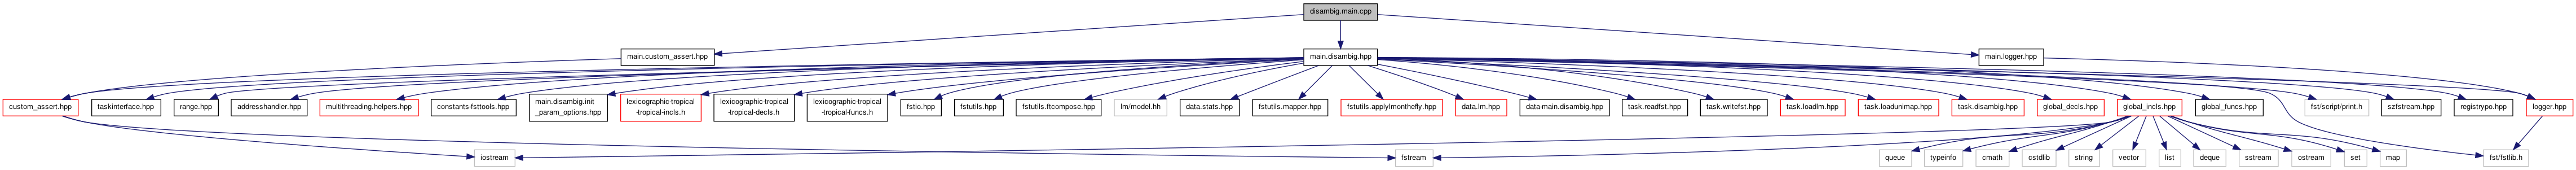 disambig.main.cpp
main.custom_assert.hpp
main.disambig.hpp
main.logger.hpp
custom_assert.hpp
taskinterface.hpp
range.hpp
addresshandler.hpp
multithreading.helpers.hpp
constants-fsttools.hpp
main.disambig.init
_param_options.hpp
lexicographic-tropical
-tropical-incls.h
lexicographic-tropical
-tropical-decls.h
lexicographic-tropical
-tropical-funcs.h
fstio.hpp
fstutils.hpp
fstutils.ftcompose.hpp
lm/model.hh
data.stats.hpp
fstutils.mapper.hpp
fstutils.applylmonthefly.hpp
data.lm.hpp
data-main.disambig.hpp
task.readfst.hpp
task.writefst.hpp
task.loadlm.hpp
task.loadunimap.hpp
task.disambig.hpp
global_decls.hpp
global_incls.hpp
global_funcs.hpp
fst/script/print.h
szfstream.hpp
registrypo.hpp
logger.hpp
iostream
fstream
queue
typeinfo
cmath
cstdlib
string
vector
list
deque
sstream
ostream
set
map
fst/fstlib.h